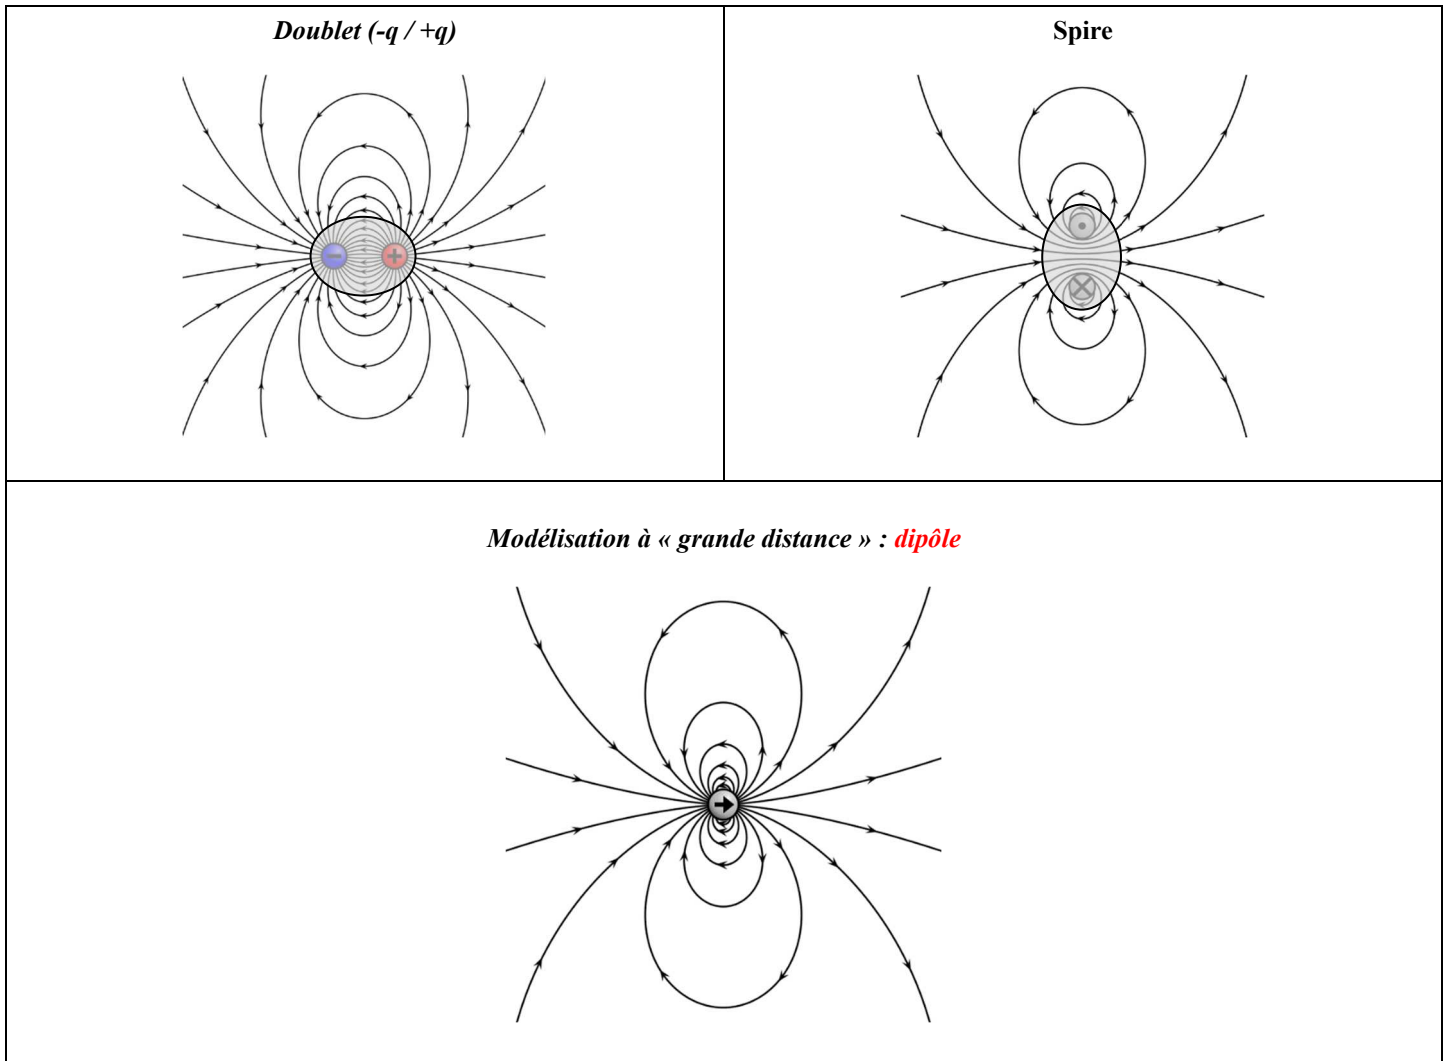 Doublet (-q / +q)
Spire
− +
Modélisation à « grande distance » : dipôle